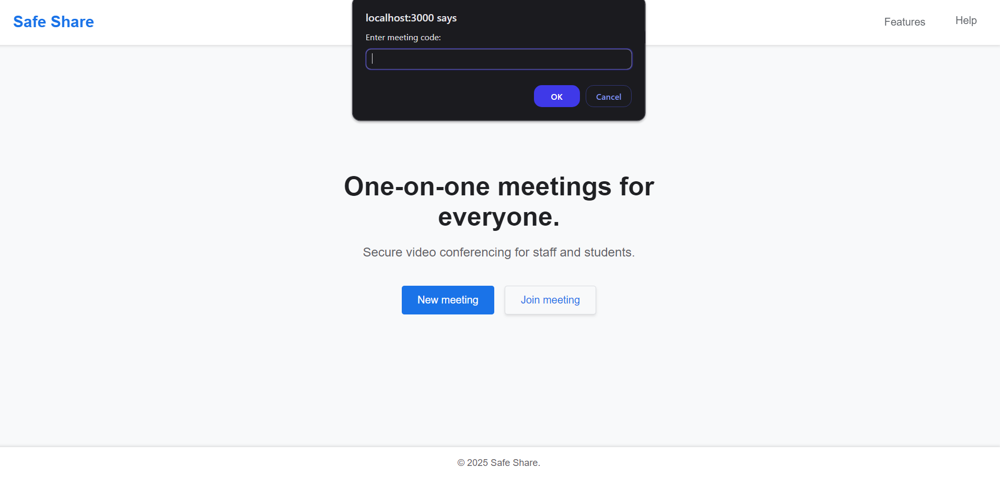 Safe Share
Features
Help
localhost:3000 says
Enter meeting code:
OK
Cancel
One-on-one meetings for
everyone.
Secure video conferencing for staff and students.
New meeting
Join meeting
© 2025 Safe Share.